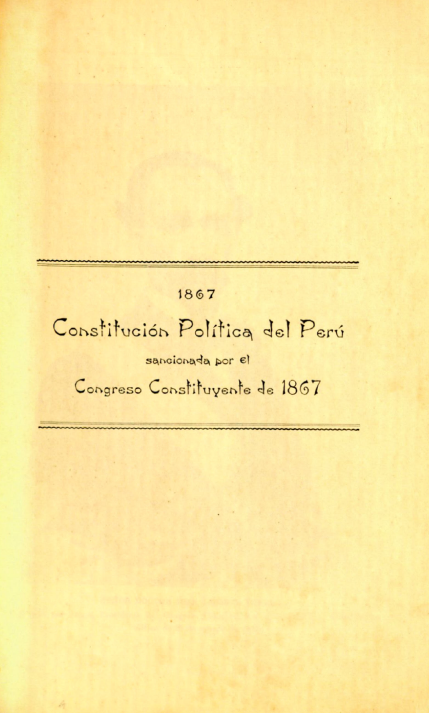 1867
Constitución Política del Perú
sancionada por el
Congreso Constituyente de 1867